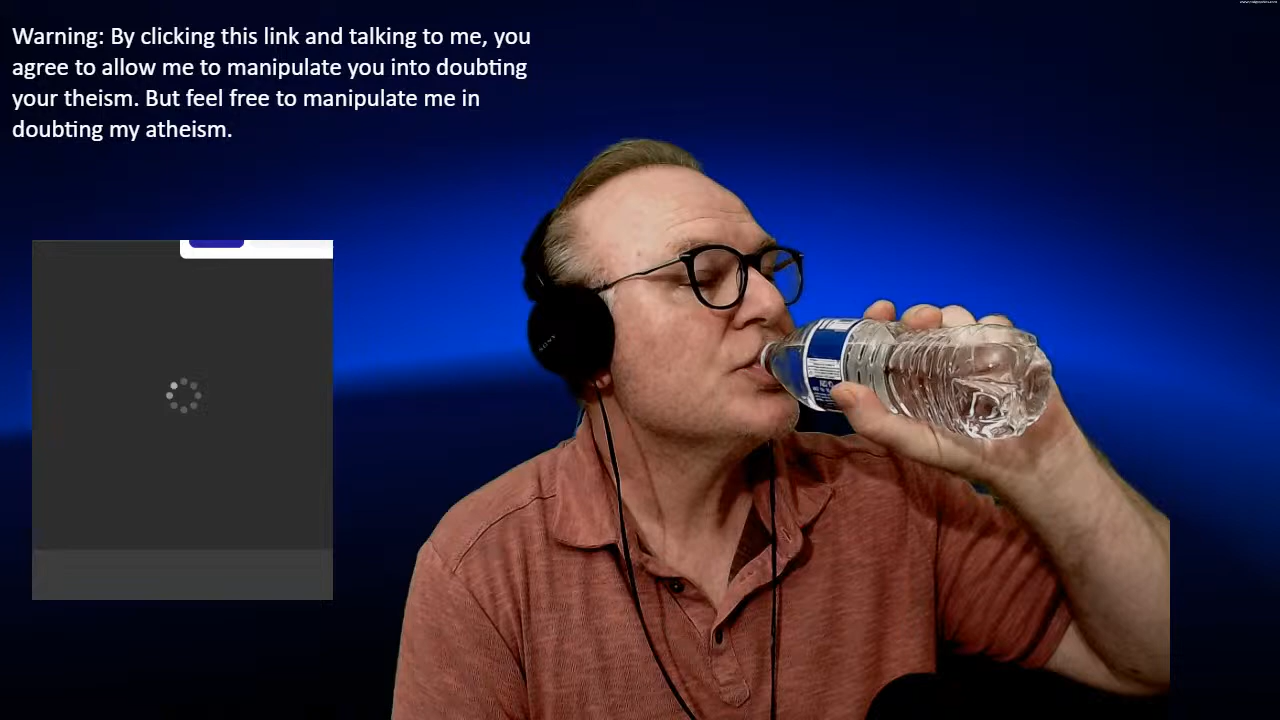 Warning: By clicking this link and talking to me, you
agree to allow me to manipulate you into doubting
your theism. But feel free to manipulate me in
doubting my atheism.
SONY